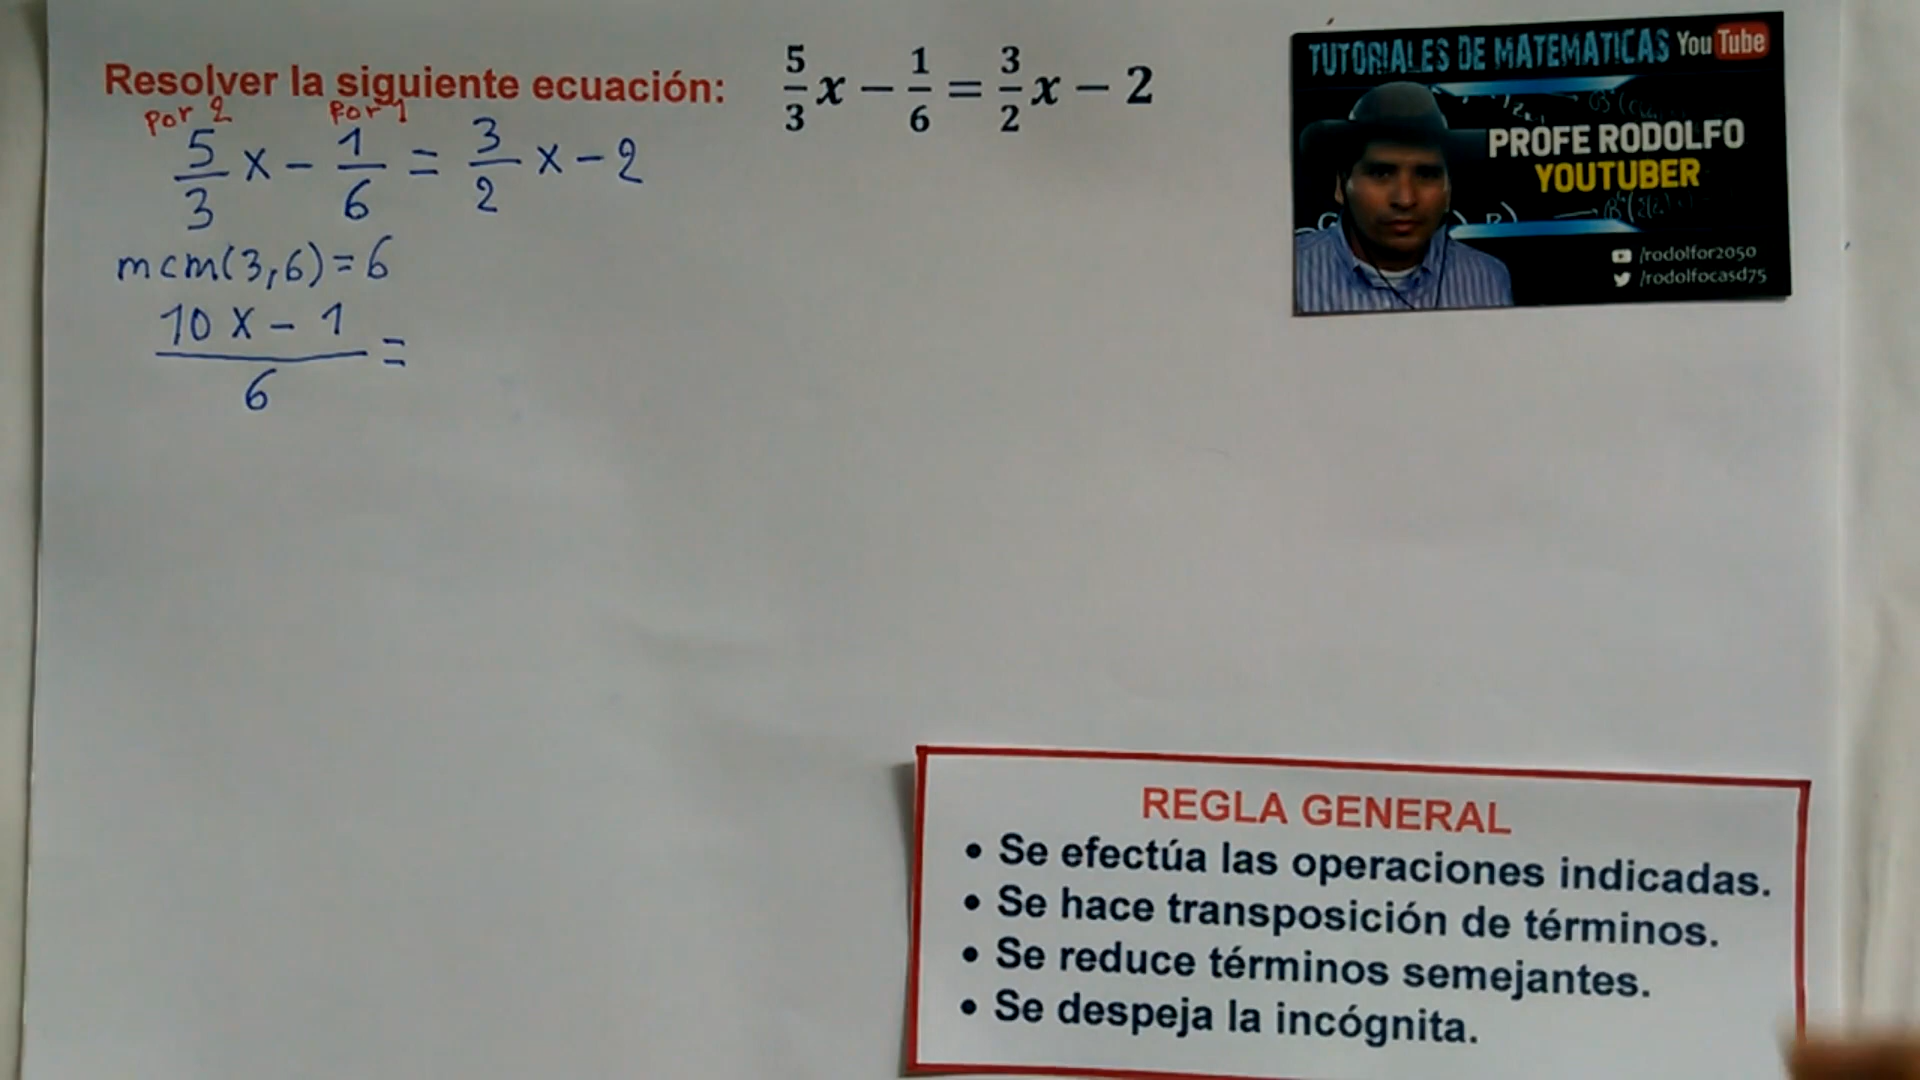 Resolver la siguiente ecuación: 5/3 x − 1/6 = 3/2 x − 2
por 2 por 1
5/3 x − 1/6 = 3/2 x − 2
mcm(3,6)=6
10 x − 1
6
=
TUTORIALES DE MATEMATICAS YouTube
PROFE RODOLFO
YOUTUBER
/rodolfor2050
/rodolfocasd75
REGLA GENERAL
• Se efectúa las operaciones indicadas.
• Se hace transposición de términos.
• Se reduce términos semejantes.
• Se despeja la incógnita.